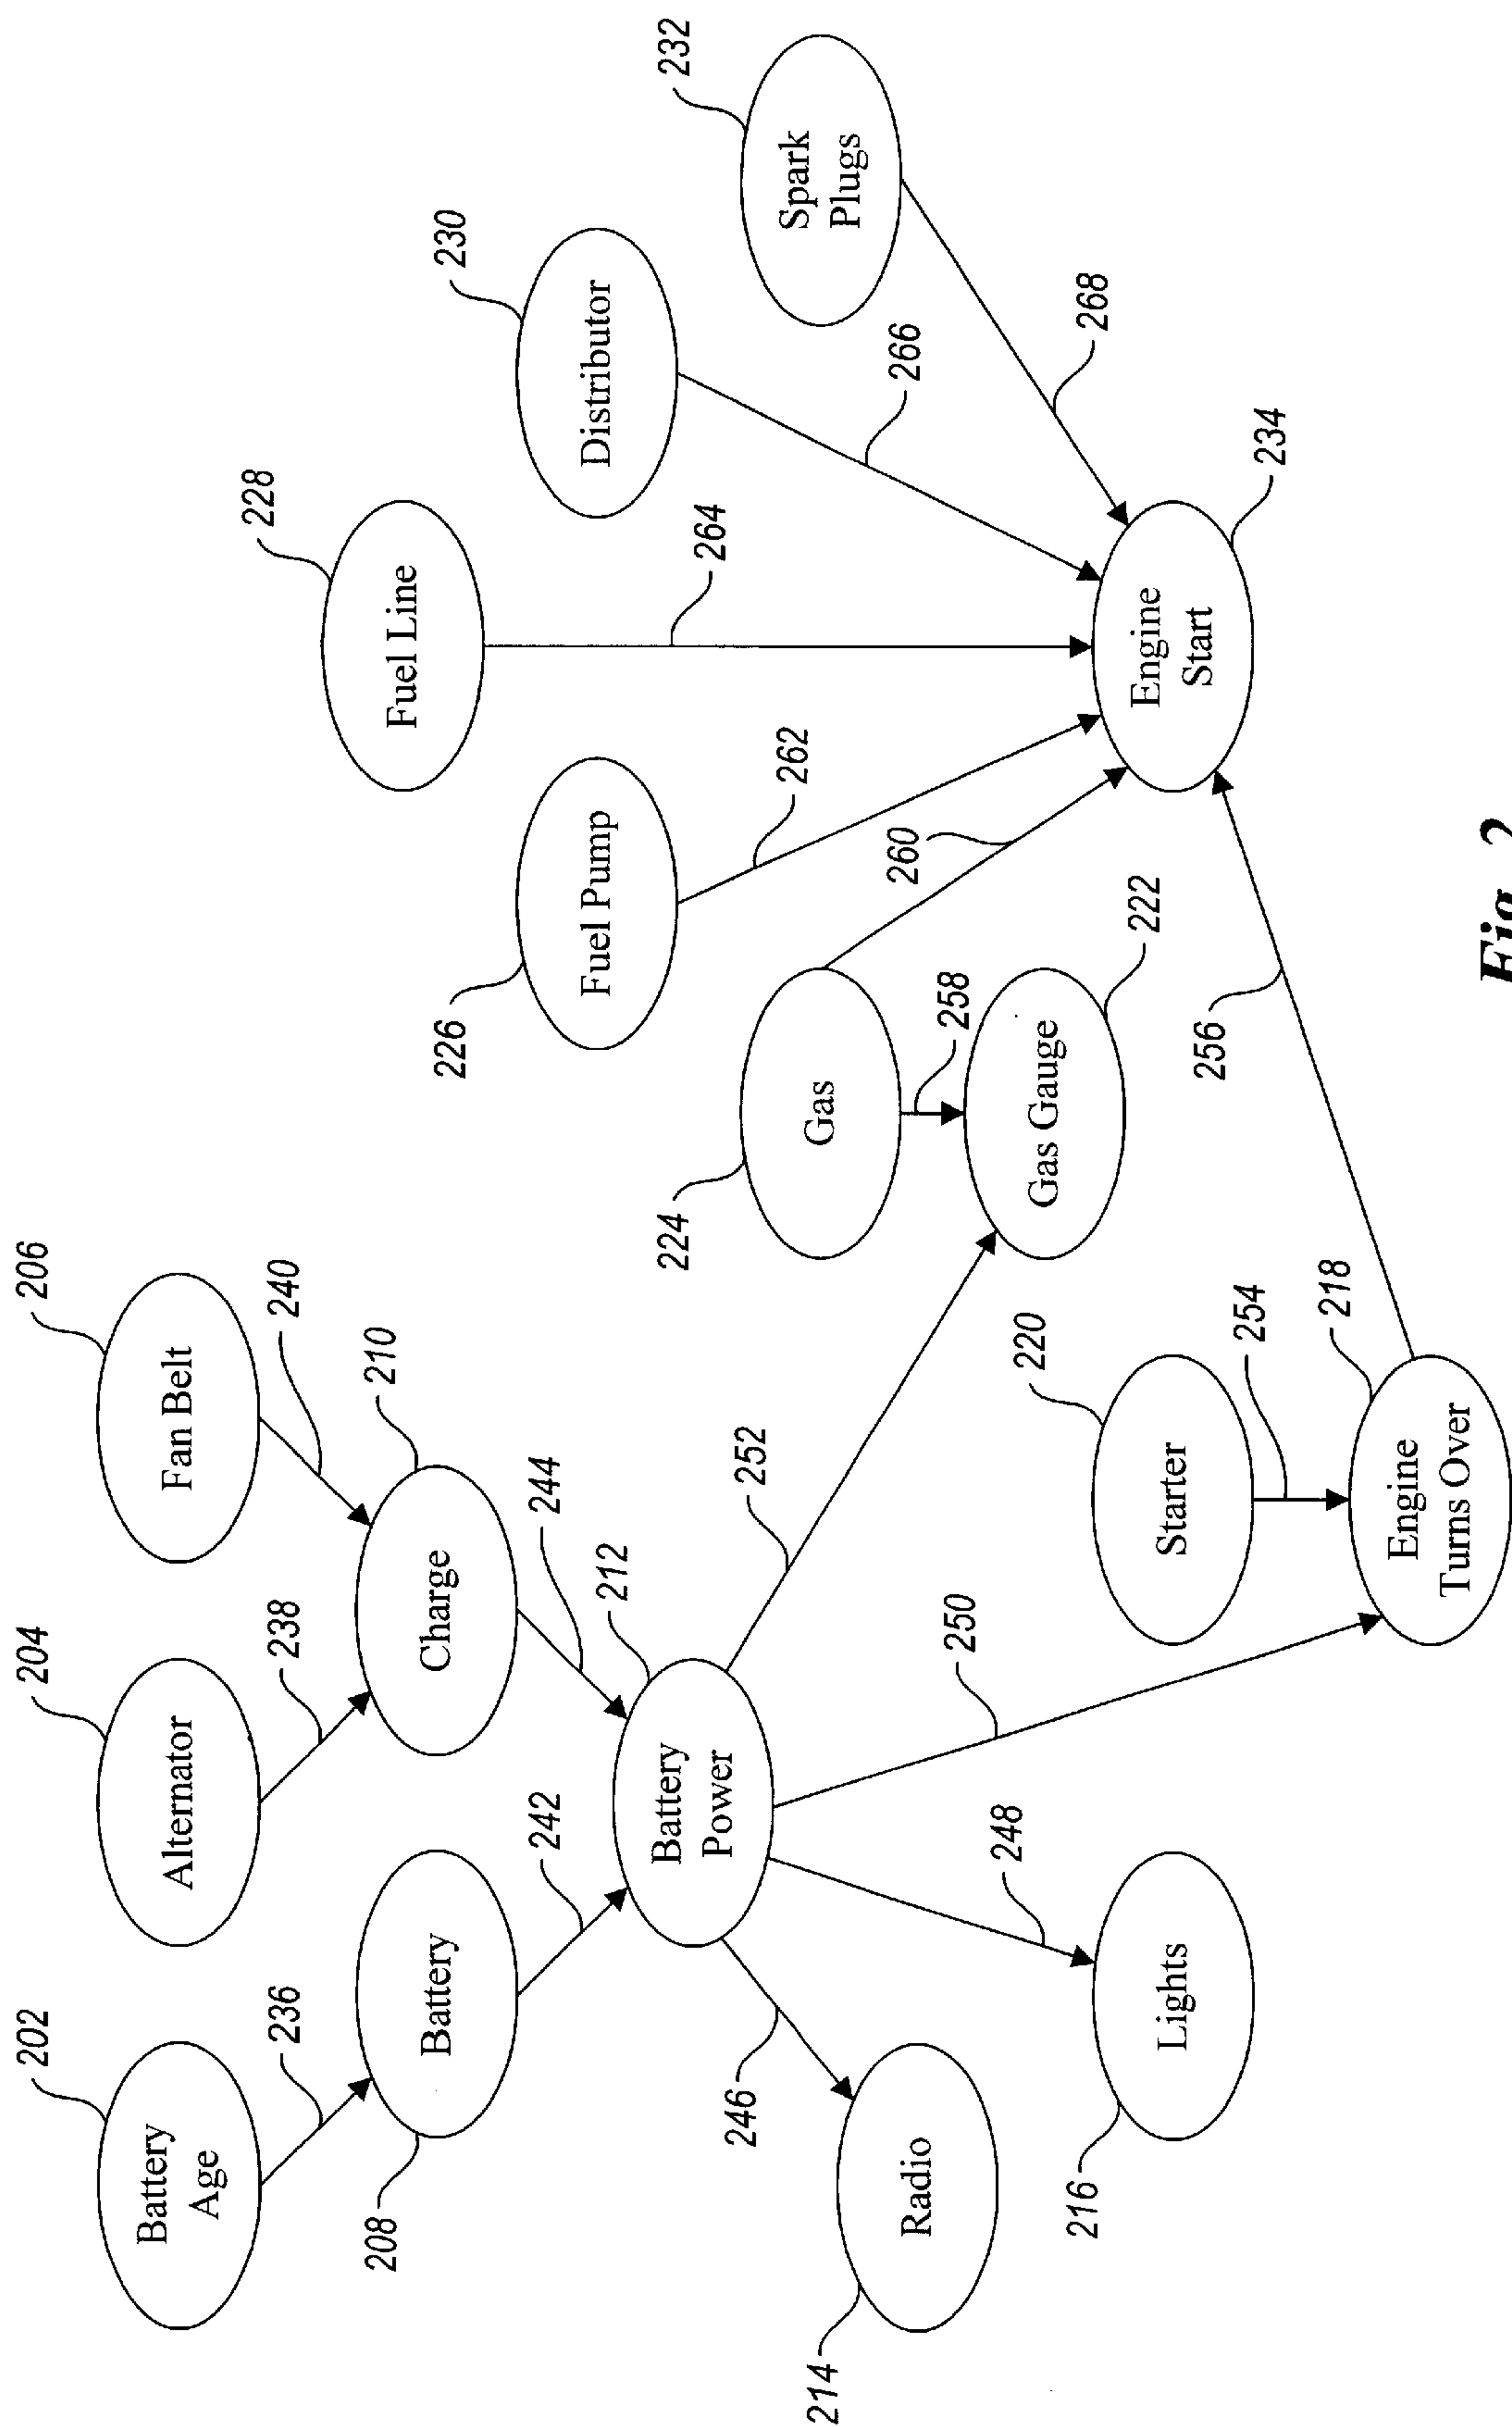 202
Battery
Age
204
Alternator
206
Fan Belt
236
238
240
208
Battery
210
Charge
242
244
212
Battery
Power
228
Fuel Line
226
Fuel Pump
230
Distributor
232
Spark
Plugs
224
Gas
246
252
258
262
264
266
214
Radio
260
222
Gas Gauge
248
250
220
Starter
268
216
Lights
254
256
Engine
Start
234
218
Engine
Turns Over
Fig. 2